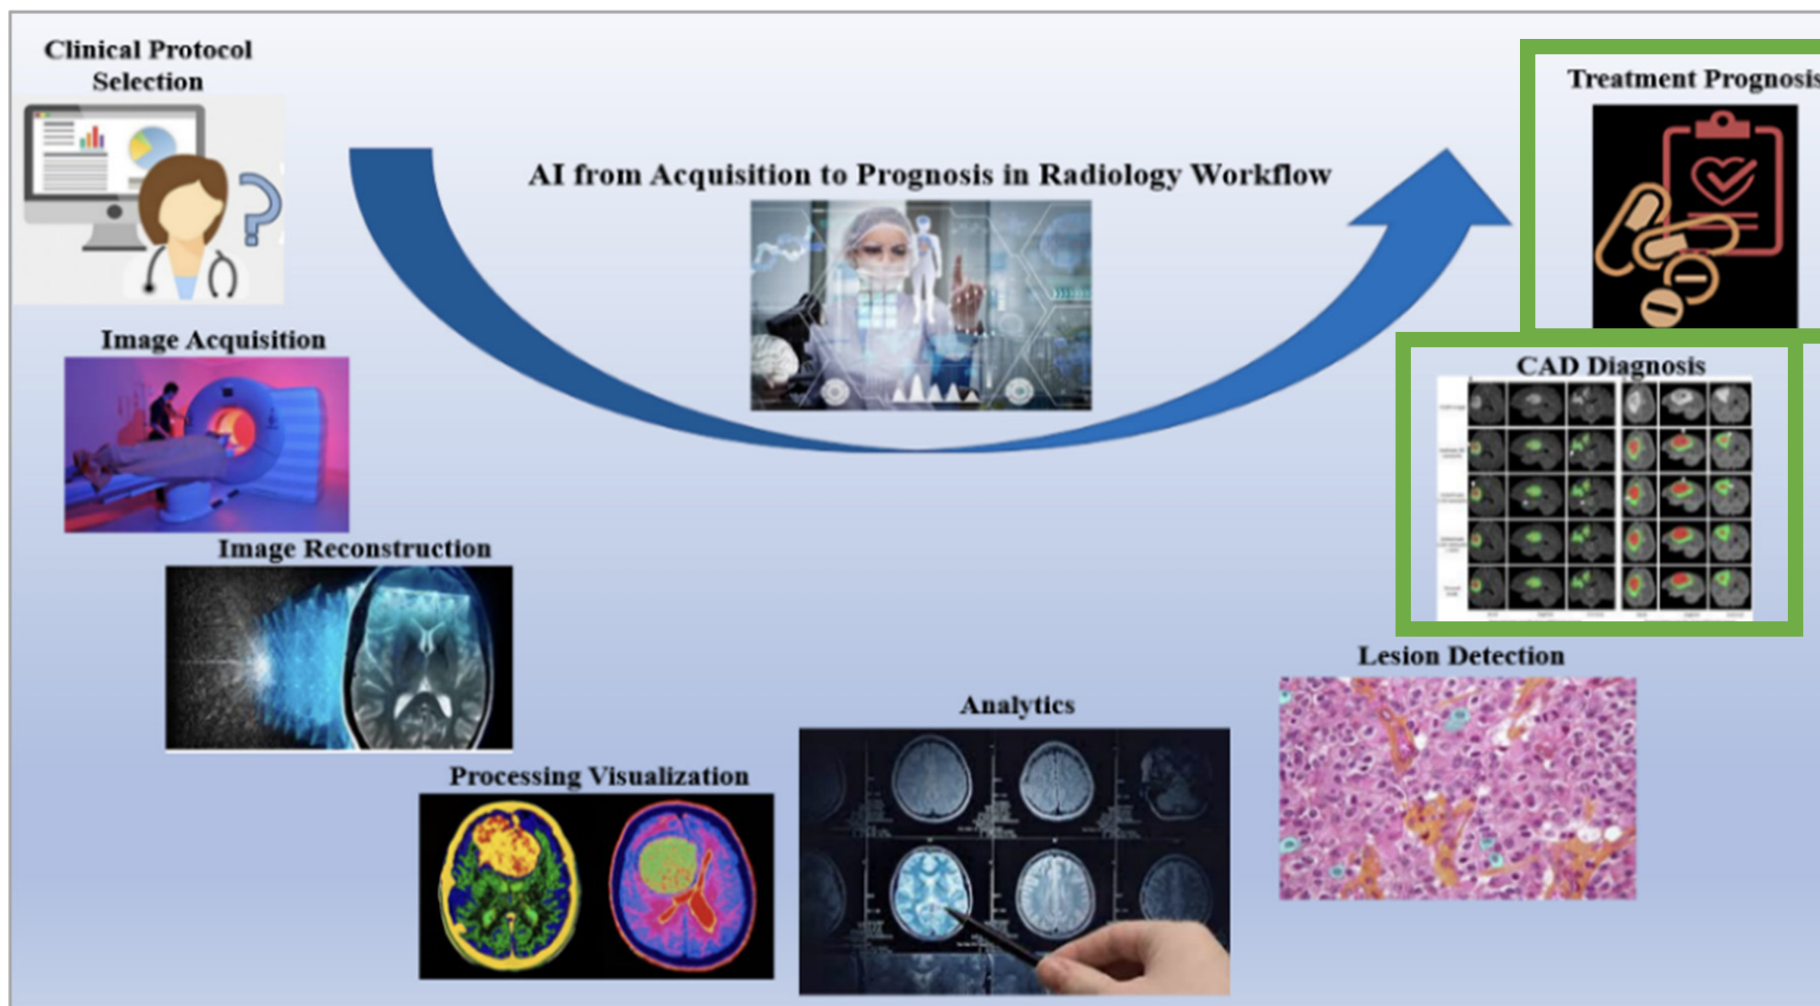 Clinical Protocol
Selection
AI from Acquisition to Prognosis in Radiology Workflow
Treatment Prognosis
Image Acquisition
CAD Diagnosis
Image Reconstruction
Lesion Detection
Analytics
Processing Visualization